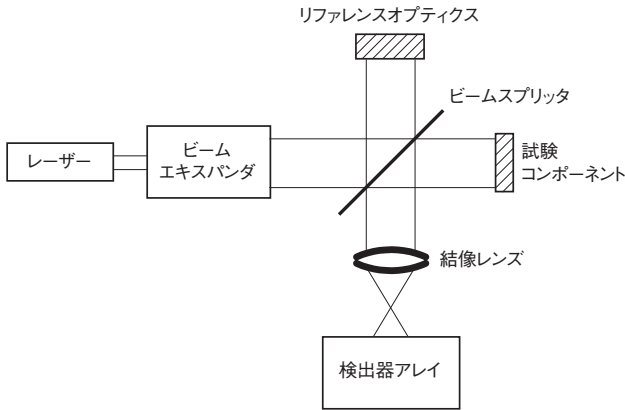 リファレンスオプティクス
ビームスプリッタ
レーザー
ビーム
エキスパンダ
試験
コンポーネント
結像レンズ
検出器アレイ